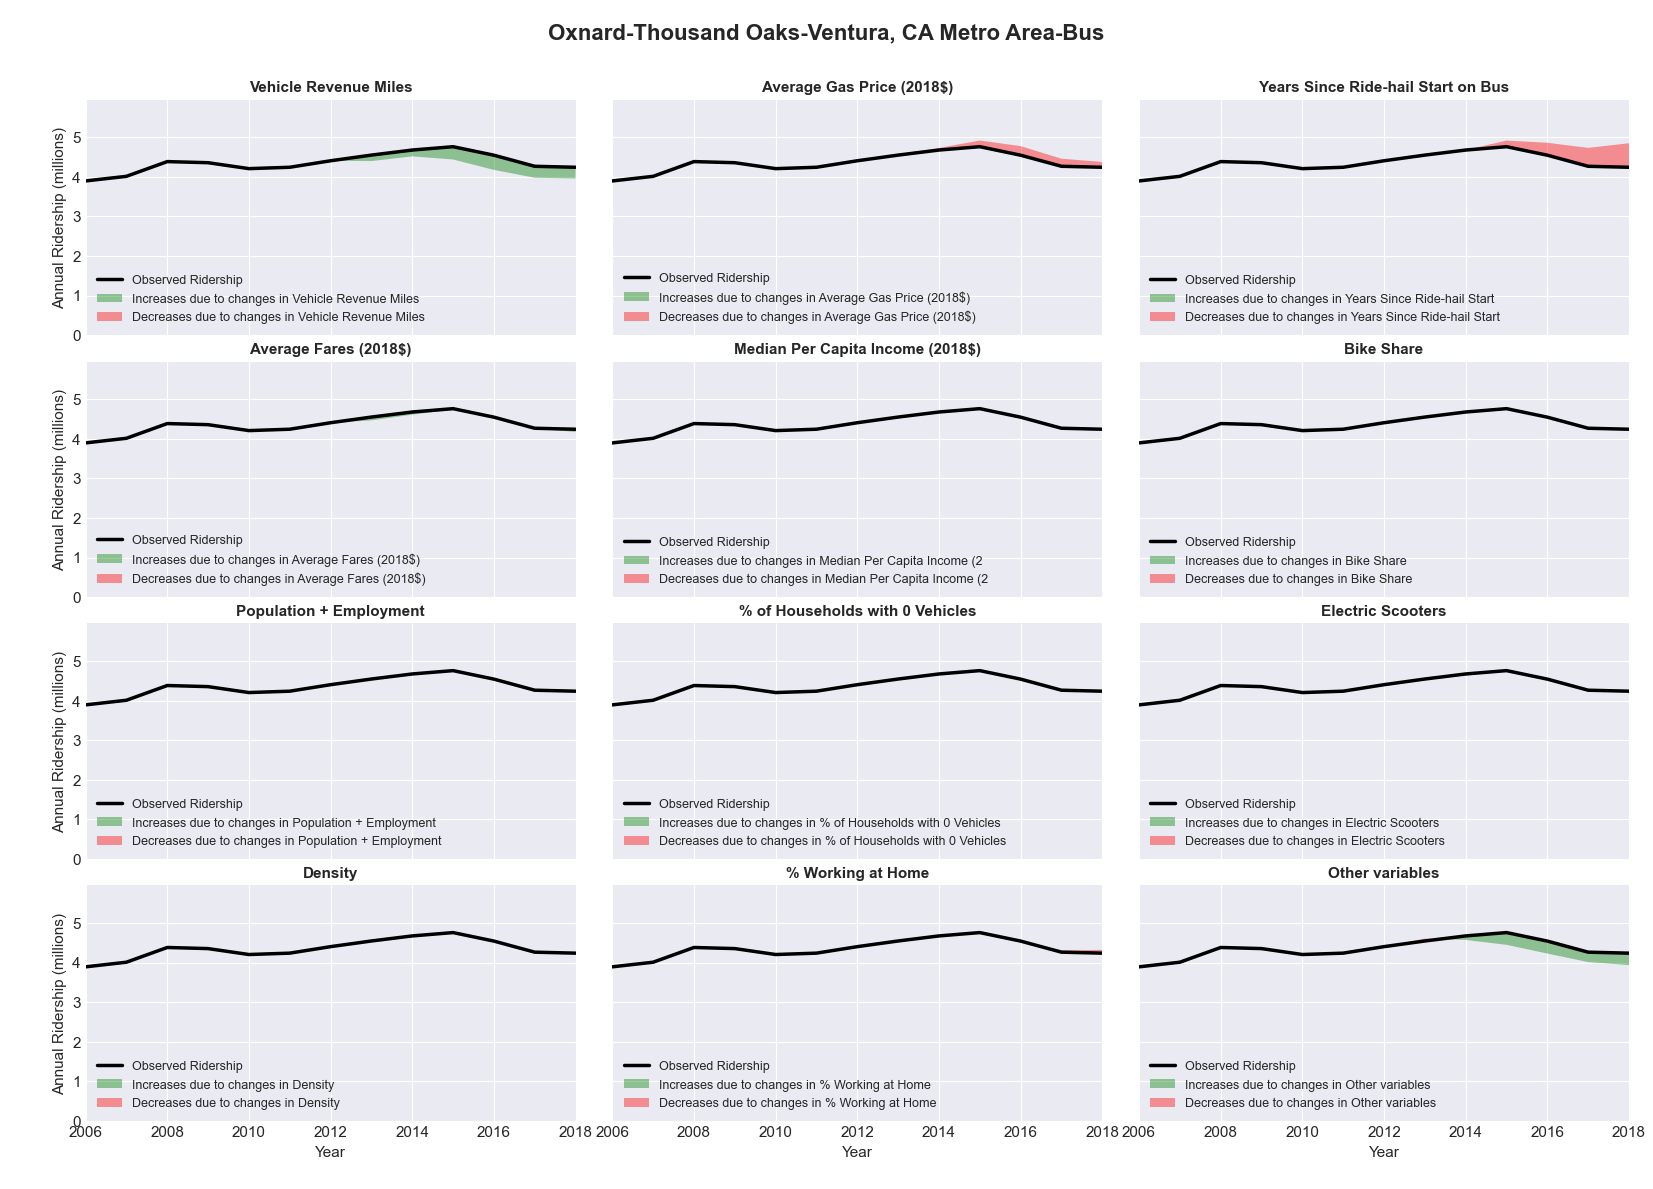 Oxnard-Thousand Oaks-Ventura, CA Metro Area-Bus
Vehicle Revenue Miles
Annual Ridership (millions)
5
4
3
2
1
0
Observed Ridership
Increases due to changes in Vehicle Revenue Miles
Decreases due to changes in Vehicle Revenue Miles
Average Gas Price (2018$)
Observed Ridership
Increases due to changes in Average Gas Price (2018$)
Decreases due to changes in Average Gas Price (2018$)
Years Since Ride-hail Start on Bus
Observed Ridership
Increases due to changes in Years Since Ride-hail Start
Decreases due to changes in Years Since Ride-hail Start
Average Fares (2018$)
Annual Ridership (millions)
5
4
3
2
1
0
Observed Ridership
Increases due to changes in Average Fares (2018$)
Decreases due to changes in Average Fares (2018$)
Median Per Capita Income (2018$)
Observed Ridership
Increases due to changes in Median Per Capita Income (2
Decreases due to changes in Median Per Capita Income (2
Bike Share
Observed Ridership
Increases due to changes in Bike Share
Decreases due to changes in Bike Share
Population + Employment
Annual Ridership (millions)
5
4
3
2
1
0
Observed Ridership
Increases due to changes in Population + Employment
Decreases due to changes in Population + Employment
% of Households with 0 Vehicles
Observed Ridership
Increases due to changes in % of Households with 0 Vehicles
Decreases due to changes in % of Households with 0 Vehicles
Electric Scooters
Observed Ridership
Increases due to changes in Electric Scooters
Decreases due to changes in Electric Scooters
Density
Annual Ridership (millions)
5
4
3
2
1
0
Observed Ridership
Increases due to changes in Density
Decreases due to changes in Density
2006 2008 2010 2012 2014 2016 2018
Year
% Working at Home
Observed Ridership
Increases due to changes in % Working at Home
Decreases due to changes in % Working at Home
2006 2008 2010 2012 2014 2016 2018
Year
Other variables
Observed Ridership
Increases due to changes in Other variables
Decreases due to changes in Other variables
2006 2008 2010 2012 2014 2016 2018
Year